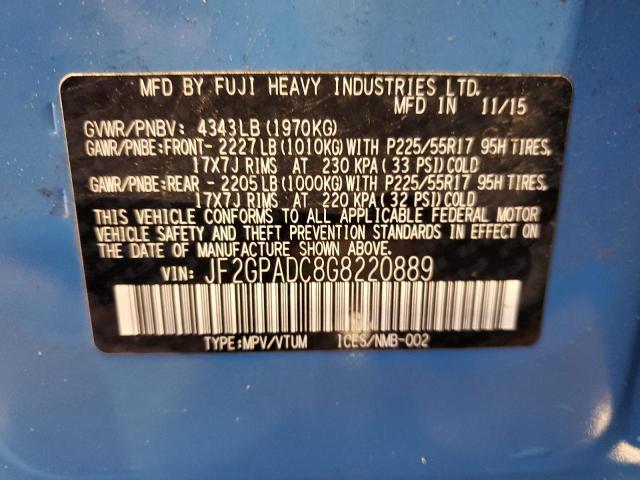 MFD BY FUJI HEAVY INDUSTRIES LTD.
MFD IN 11/15
GVWR/PNBV: 4343LB (1970KG)
GAWR/PNBE:FRONT- 2227LB (1010KG) WITH P225/55R17 95H TIRES,
17X7J RIMS AT 230 KPA (33 PSI) COLD
GAWR/PNBE:REAR - 2205LB (1000KG) WITH P225/55R17 95H TIRES,
17X7J RIMS AT 220 KPA (32 PSI) COLD
THIS VEHICLE CONFORMS TO ALL APPLICABLE FEDERAL MOTOR
VEHICLE SAFETY AND THEFT PREVENTION STANDARDS IN EFFECT
ON THE DATE OF MANUFACTURE SHOWN ABOVE.
VIN: JF2GPADC8G8220889
TYPE:MPV/VTUM ICES/NMB-002